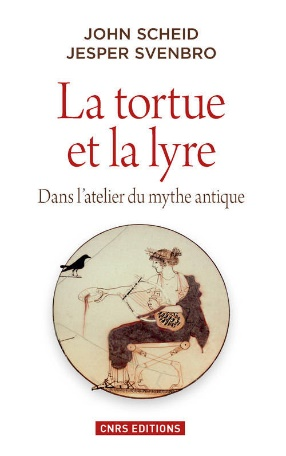 JOHN SCHEID
JESPER SVENBRO
La tortue
et la lyre
Dans l'atelier du mythe antique
CNRS EDITIONS